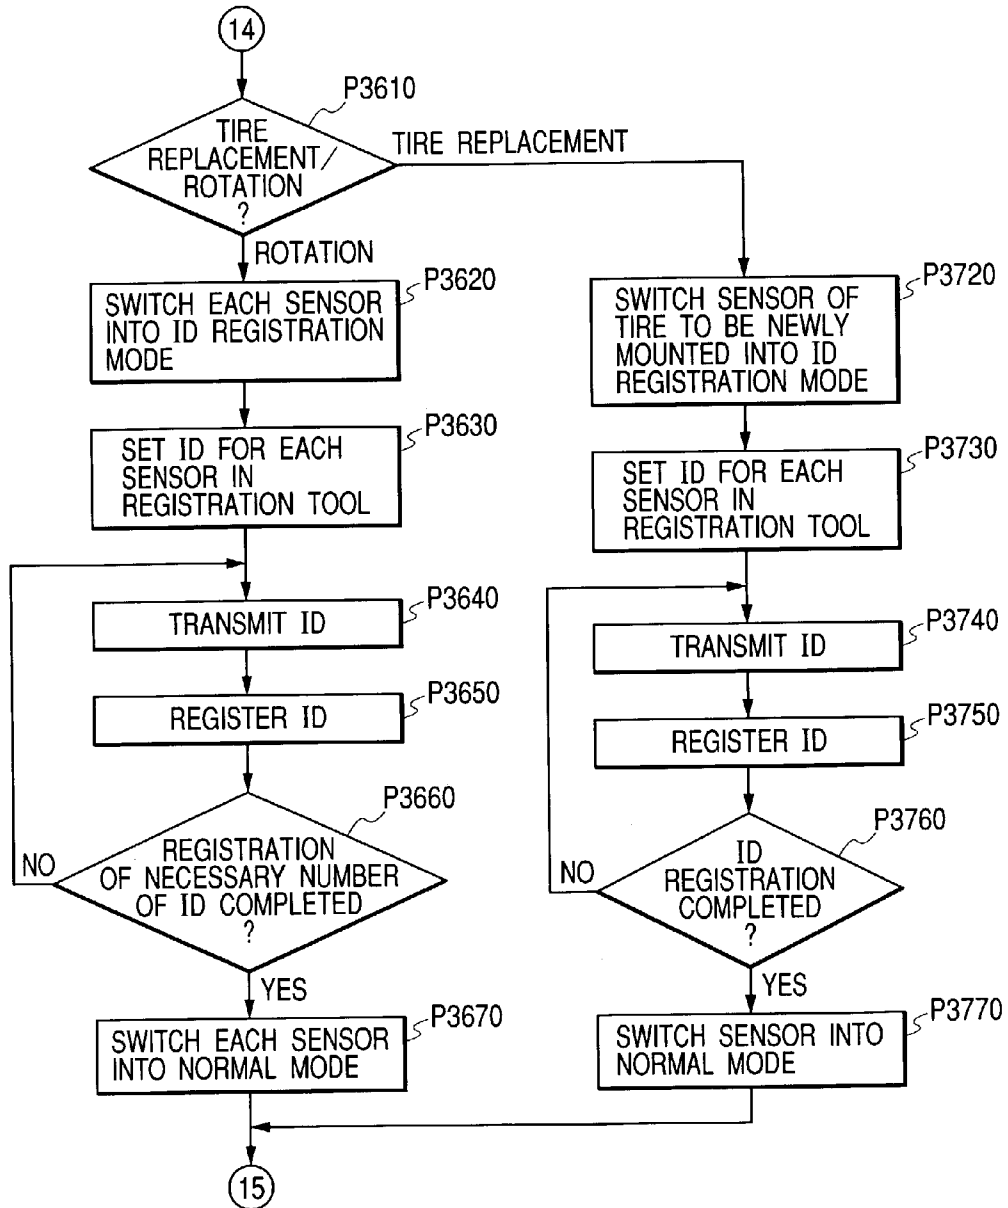 14
P3610
TIRE
REPLACEMENT/
ROTATION
?
TIRE REPLACEMENT
ROTATION
P3620
SWITCH EACH SENSOR
INTO ID REGISTRATION
MODE
P3630
SET ID FOR EACH
SENSOR IN
REGISTRATION TOOL
P3640
TRANSMIT ID
P3650
REGISTER ID
P3660
REGISTRATION
OF NECESSARY NUMBER
OF ID COMPLETED
?
NO
YES
P3670
SWITCH EACH SENSOR
INTO NORMAL MODE
P3720
SWITCH SENSOR OF
TIRE TO BE NEWLY
MOUNTED INTO ID
REGISTRATION MODE
P3730
SET ID FOR EACH
SENSOR IN
REGISTRATION TOOL
P3740
TRANSMIT ID
P3750
REGISTER ID
P3760
ID
REGISTRATION
COMPLETED
?
NO
YES
P3770
SWITCH SENSOR INTO
NORMAL MODE
15